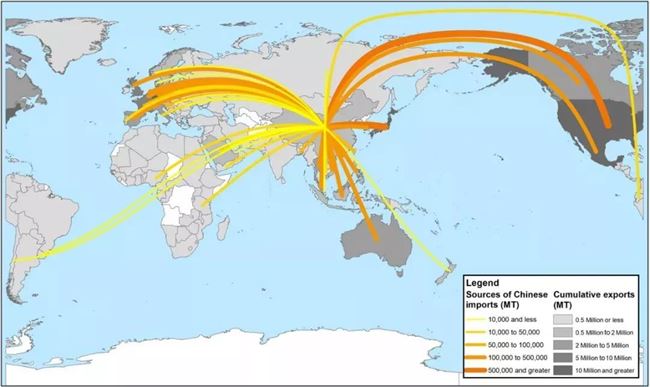 Legend
Sources of Chinese imports (MT)
10,000 and less
10,000 to 50,000
50,000 to 100,000
100,000 to 500,000
500,000 and greater
Cumulative exports (MT)
0.5 Million or less
0.5 Million to 2 Million
2 Million to 5 Million
5 Million to 10 Million
10 Million and greater